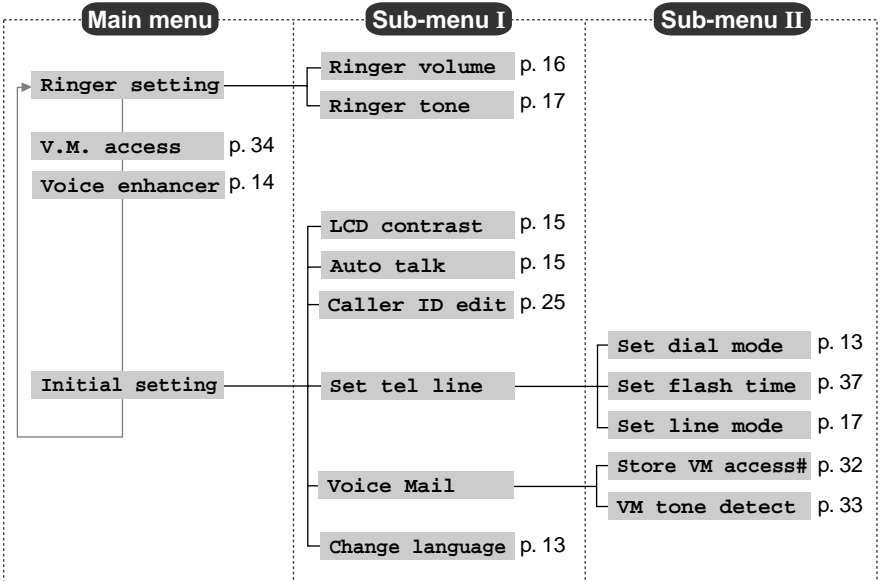 Main menu
Sub-menu I
Sub-menu II
Ringer setting
Ringer volume p. 16
Ringer tone p. 17
V.M. access p. 34
Voice enhancer p. 14
Initial setting
LCD contrast p. 15
Auto talk p. 15
Caller ID edit p. 25
Set tel line
Set dial mode p. 13
Set flash time p. 37
Set line mode p. 17
Voice Mail
Store VM access# p. 32
VM tone detect p. 33
Change language p. 13